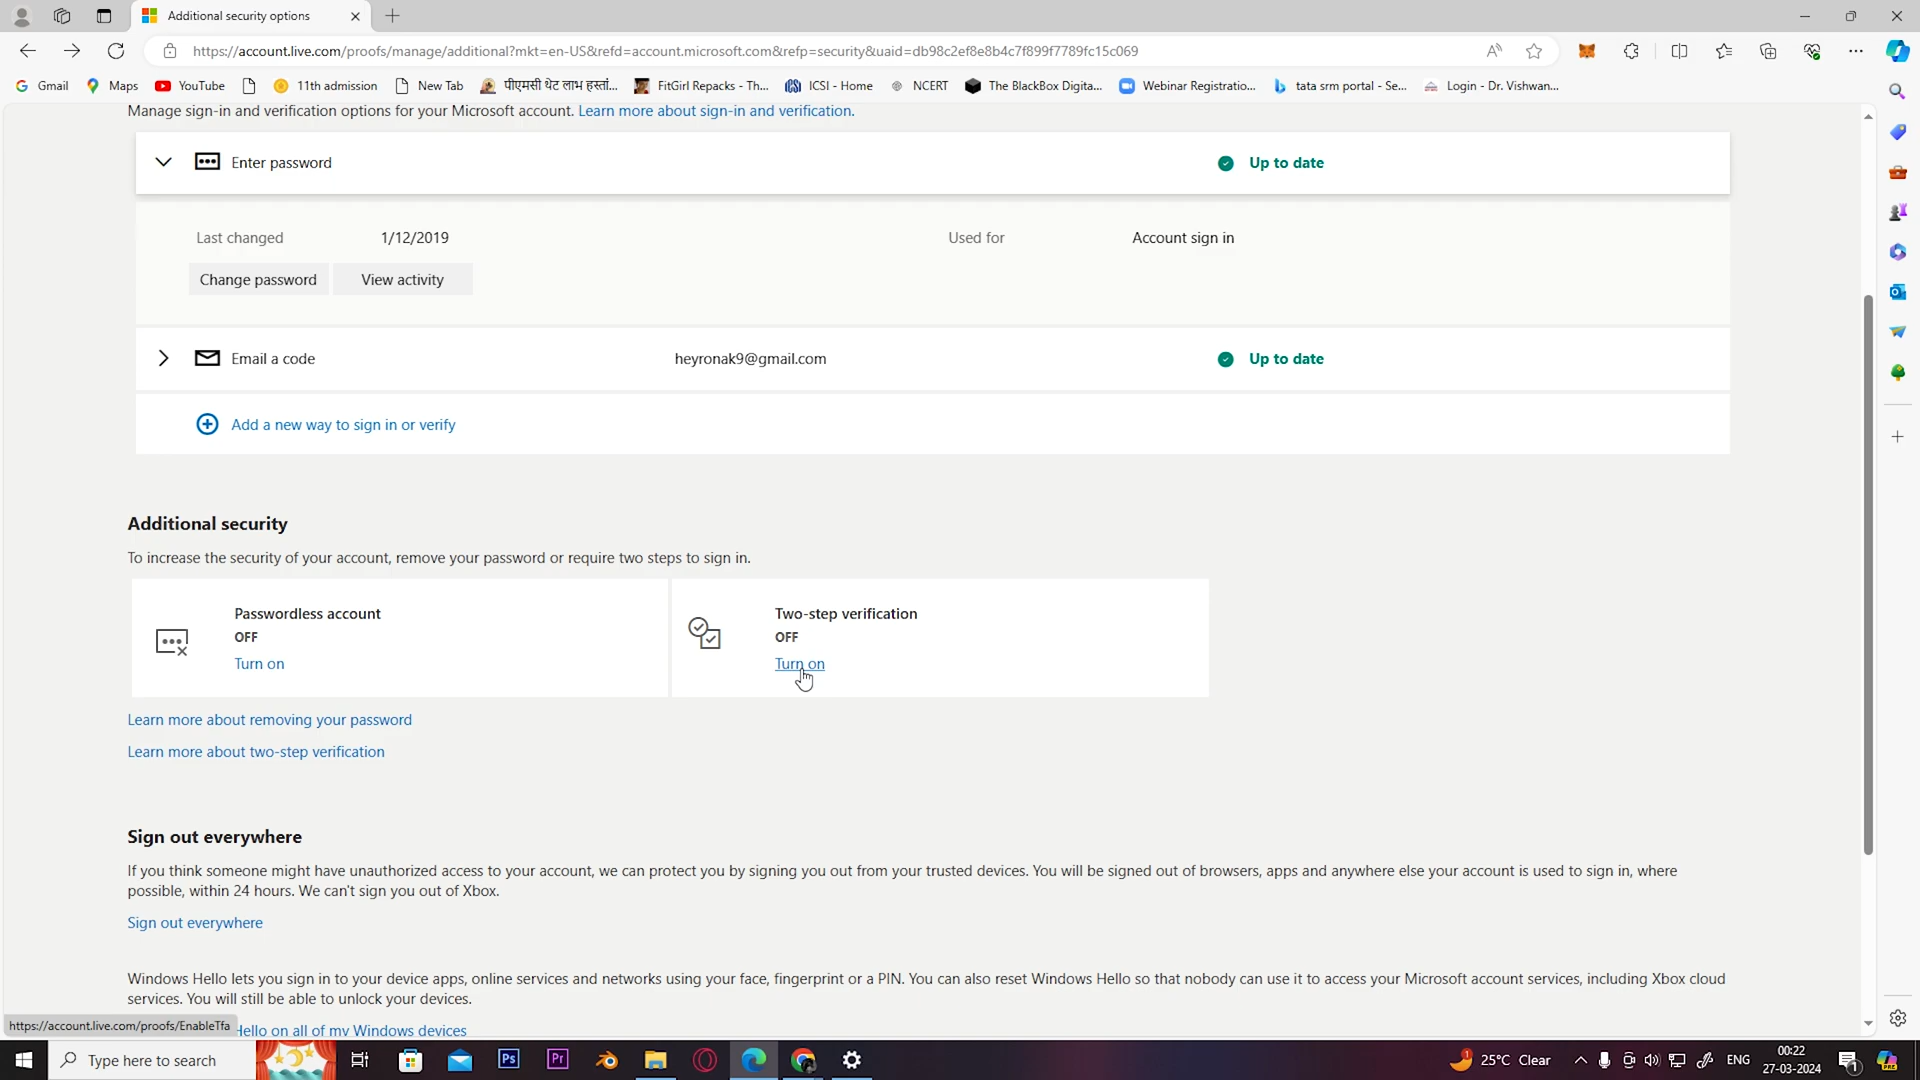 Additional security options
https://account.live.com/proofs/manage/additional?mkt=en-US&refd=account.microsoft.com&refp=security&uaid=db98c2ef8e8b4c7f899f7789fc15c069
Gmail Maps YouTube 11th admission New Tab पीएमसी थेट लाभ हस्तां... FitGirl Repacks - Th... ICSI - Home NCERT The BlackBox Digita... Webinar Registratio... tata srm portal - Se... Login - Dr. Vishwan...
Manage sign-in and verification options for your Microsoft account. Learn more about sign-in and verification.
Enter password Up to date
Last changed 1/12/2019 Used for Account sign in
Change password View activity
Email a code heyronak9@gmail.com Up to date
Add a new way to sign in or verify
Additional security
To increase the security of your account, remove your password or require two steps to sign in.
Passwordless account Two-step verification
OFF OFF
Turn on Turn on
Learn more about removing your password
Learn more about two-step verification
Sign out everywhere
If you think someone might have unauthorized access to your account, we can protect you by signing you out from your trusted devices. You will be signed out of browsers, apps and anywhere else your account is used to sign in, where
possible, within 24 hours. We can't sign you out of Xbox.
Sign out everywhere
Windows Hello lets you sign in to your device apps, online services and networks using your face, fingerprint or a PIN. You can also reset Windows Hello so that nobody can use it to access your Microsoft account services, including Xbox cloud
services. You will still be able to unlock your devices.
https://account.live.com/proofs/EnableTfa Hello on all of my Windows devices
Type here to search Ps Pr 25°C Clear ENG 00:22
27-03-2024 1